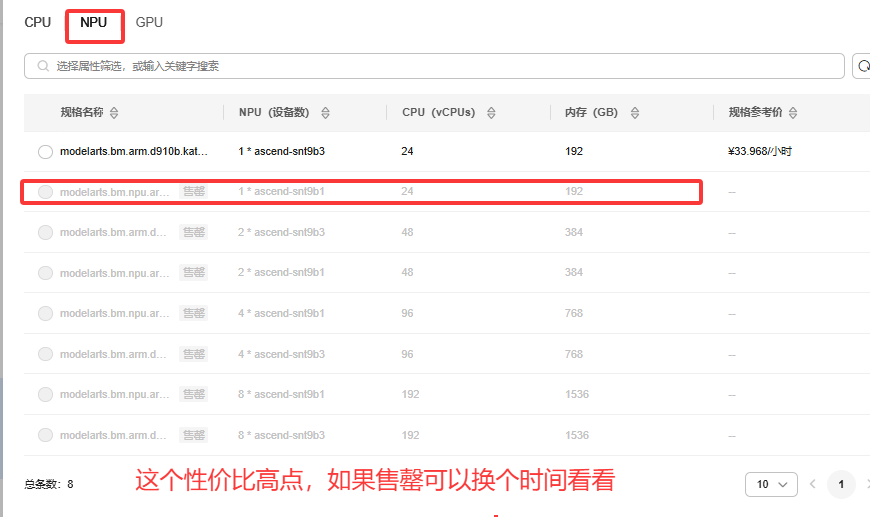 CPU NPU GPU
选择属性筛选，或输入关键字搜索
规格名称 NPU（设备数） CPU（vCPUs） 内存（GB） 规格参考价
modelarts.bm.arm.d910b.kat... 1 * ascend-snt9b3 24 192 ¥33.968/小时
modelarts.bm.npu.ar... 售罄 1 * ascend-snt9b1 24 192 --
modelarts.bm.arm.d... 售罄 2 * ascend-snt9b3 48 384 --
modelarts.bm.npu.ar... 售罄 2 * ascend-snt9b1 48 384 --
modelarts.bm.npu.ar... 售罄 4 * ascend-snt9b1 96 768 --
modelarts.bm.arm.d... 售罄 4 * ascend-snt9b3 96 768 --
modelarts.bm.npu.ar... 售罄 8 * ascend-snt9b1 192 1536 --
modelarts.bm.arm.d... 售罄 8 * ascend-snt9b3 192 1536 --
总条数：8 这个性价比高点，如果售罄可以换个时间看看 10 1